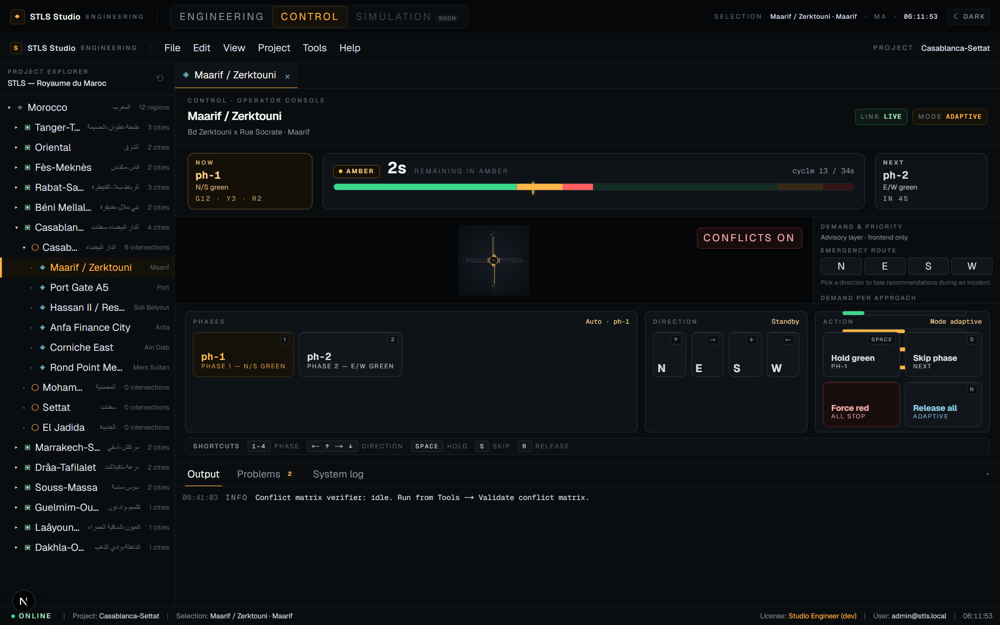 STLS Studio ENGINEERING
ENGINEERING CONTROL SIMULATION SOON
SELECTION Maarif / Zerktouni · Maarif · MA · 06:11:53 DARK
S STLS Studio ENGINEERING
File Edit View Project Tools Help
PROJECT Casablanca-Settat
PROJECT EXPLORER
STLS — Royaume du Maroc
Morocco المغرب 12 regions
Tanger-T... طنجة-تطوان-الحسيمة 3 cities
Oriental الشرق 2 cities
Fès-Meknès فاس-مكناس 2 cities
Rabat-Sa... الرباط-سلا-القنيطرة 3 cities
Béni Mellal... بني ملال-خنيفرة 2 cities
Casablan... الدار البيضاء-سطات 4 cities
Casab... الدار البيضاء 6 intersections
Maarif / Zerktouni Maarif
Port Gate A5 Port
Hassan II / Res... Sidi Belyout
Anfa Finance City Anfa
Corniche East Ain Diab
Rond Point Me... Mers Sultan
Moham... المحمدية 0 intersections
Settat سطات 0 intersections
El Jadida الجديدة 0 intersections
Marrakech-S... مراكش-آسفي 2 cities
Drâa-Tafilalet درعة-تافيلالت 2 cities
Souss-Massa سوس-ماسة 2 cities
Guelmim-Ou... كلميم-واد نون 1 cities
Laâyoun... العيون-الساقية الحمراء 1 cities
Dakhla-O... الداخلة-وادي الذهب 1 cities
N
Maarif / Zerktouni ×
CONTROL · OPERATOR CONSOLE
Maarif / Zerktouni
Bd Zerktouni x Rue Socrate · Maarif
LINK LIVE MODE ADAPTIVE
NOW
ph-1
N/S green
G12 · Y3 · R2
AMBER 2s REMAINING IN AMBER cycle 13 / 34s
NEXT
ph-2
E/W green
IN 4S
CONFLICTS ON
DEMAND & PRIORITY
Advisory layer · frontend only
EMERGENCY ROUTE
N E S W
Pick a direction to bias recommendations during an incident.
DEMAND PER APPROACH
PHASES Auto · ph-1
1
ph-1
PHASE 1 — N/S GREEN
2
ph-2
PHASE 2 — E/W GREEN
DIRECTION Standby
↑ → ↓ ←
N E S W
ACTION Mode adaptive
SPACE
Hold green
PH-1
S
Skip phase
NEXT
Force red
ALL STOP
R
Release all
ADAPTIVE
SHORTCUTS 1-4 PHASE ← ↑ → ↓ DIRECTION SPACE HOLD S SKIP R RELEASE
Output Problems 2 System log
08:41:03 INFO Conflict matrix verifier: idle. Run from Tools → Validate conflict matrix.
ONLINE | Project: Casablanca-Settat | Selection: Maarif / Zerktouni · Maarif
License: Studio Engineer (dev) | User: admin@stls.local | 06:11:53